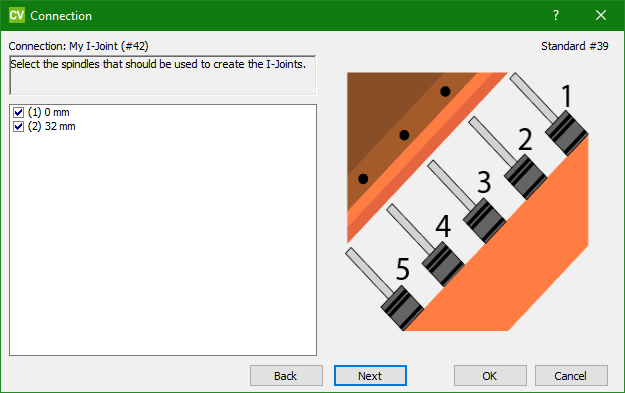 CV Connection
Connection: My I-Joint (#42)
Standard #39
Select the spindles that should be used to create the I-Joints.
(1) 0 mm
(2) 32 mm
1
2
3
4
5
Back
Next
OK
Cancel